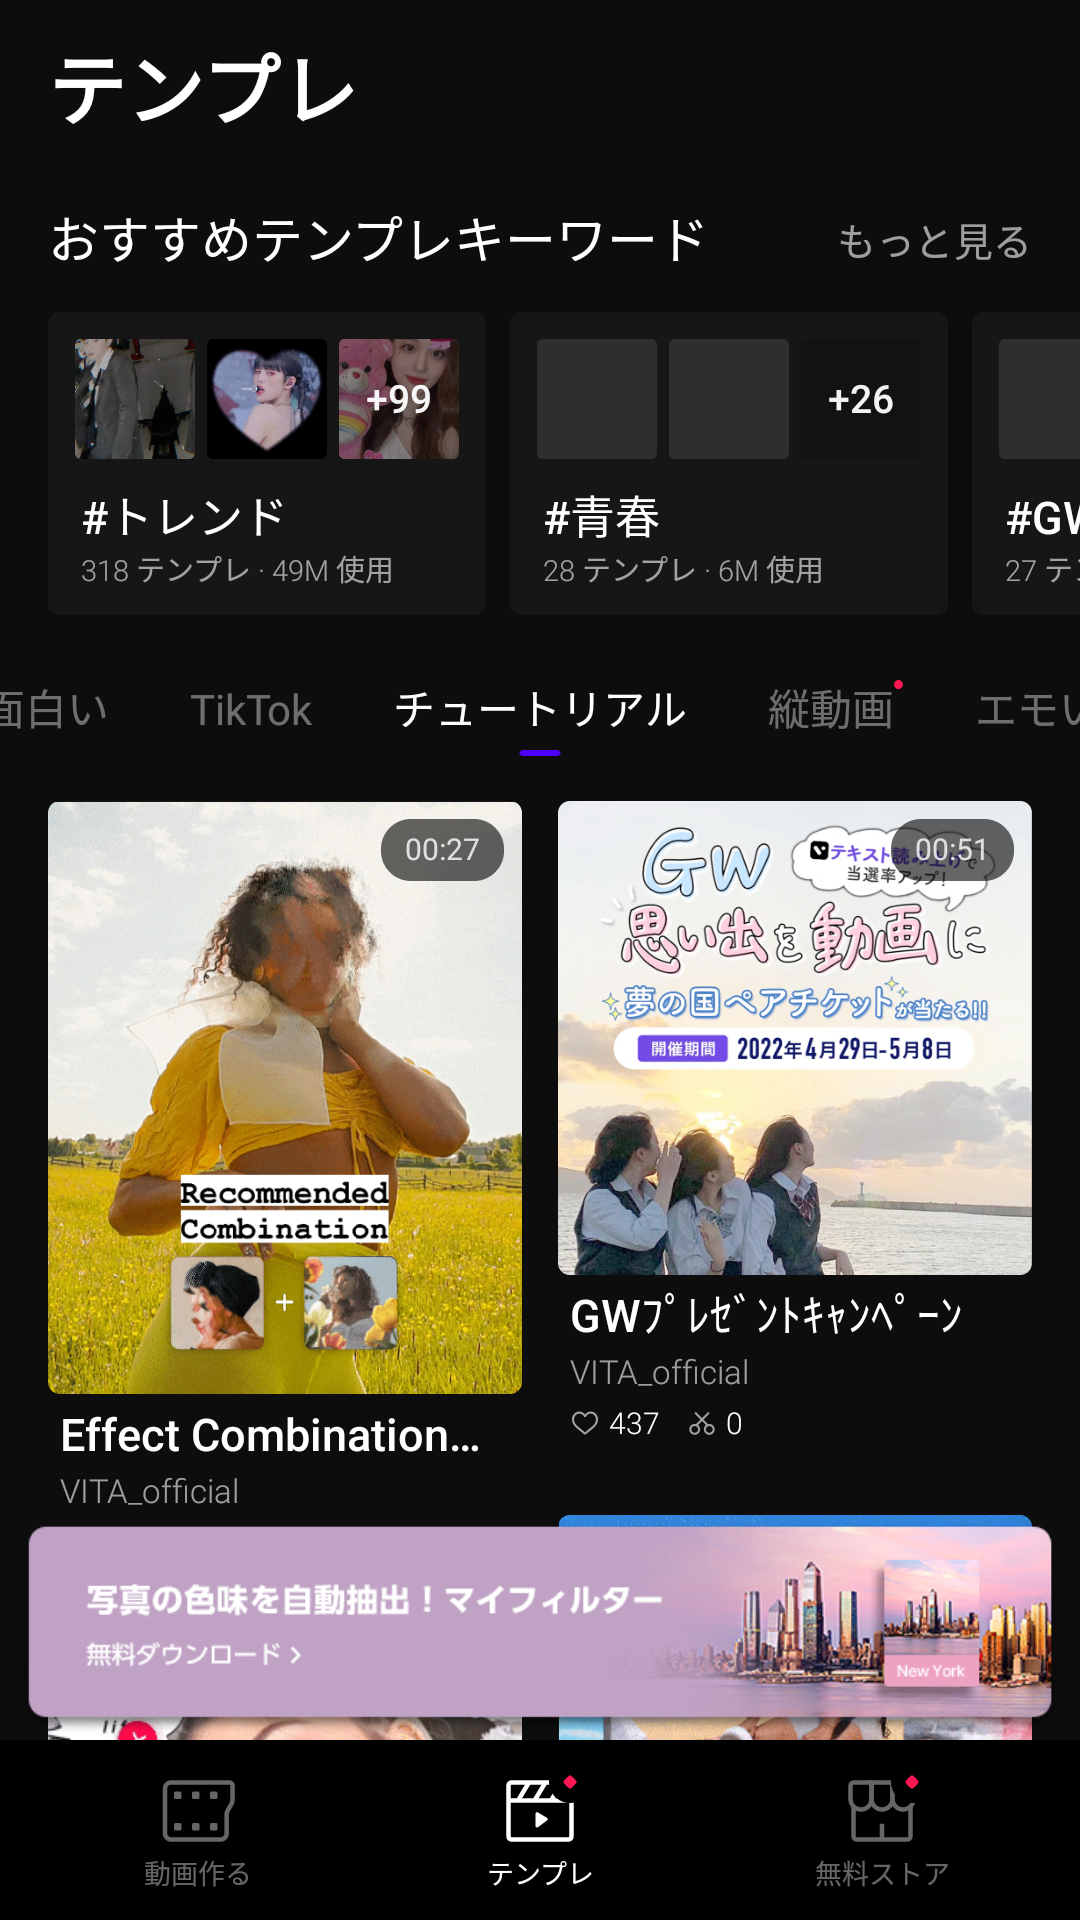 テンプレ
おすすめテンプレキーワード
もっと見る
+99
#トレンド
318 テンプレ · 49M 使用
+26
#青春
28 テンプレ · 6M 使用
#GW
27 テ
面白い
TikTok
チュートリアル
縦動画
エモい
00:27
Recommended
Combination
+
Effect Combination...
VITA_official
00:51
GW
テキスト読み上げで
当選率アップ!
思い出を動画に
夢の国ペアチケットが当たる!!
開催期間 2022年4月29日-5月8日
GWﾌﾟﾚｾﾞﾝﾄｷｬﾝﾍﾟｰﾝ
VITA_official
437
0
写真の色味を自動抽出！マイフィルター
無料ダウンロード >
New York
動画作る
テンプレ
無料ストア